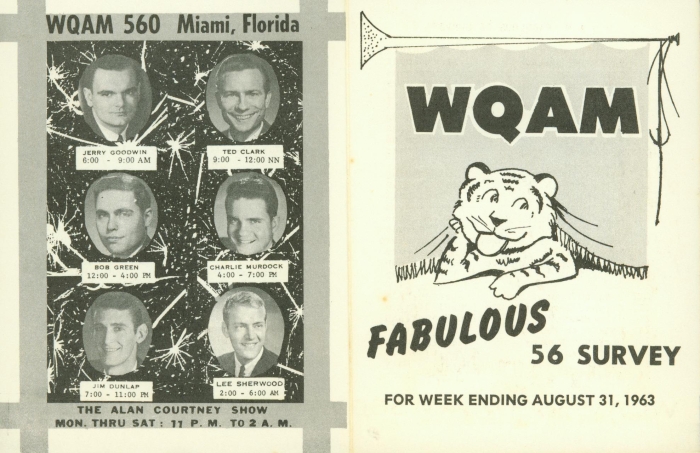 WQAM 560 Miami, Florida
JERRY GOODWIN
6:00 - 9:00 AM
TED CLARK
9:00 - 12:00 NN
BOB GREEN
12:00 - 4:00 PM
CHARLIE MURDOCK
4:00 - 7:00 PM
JIM DUNLAP
7:00 - 11:00 PM
LEE SHERWOOD
2:00 - 6:00 AM
THE ALAN COURTNEY SHOW
MON. THRU SAT: 11 P.M. TO 2 A.M.
WQAM
FABULOUS
56 SURVEY
FOR WEEK ENDING AUGUST 31, 1963